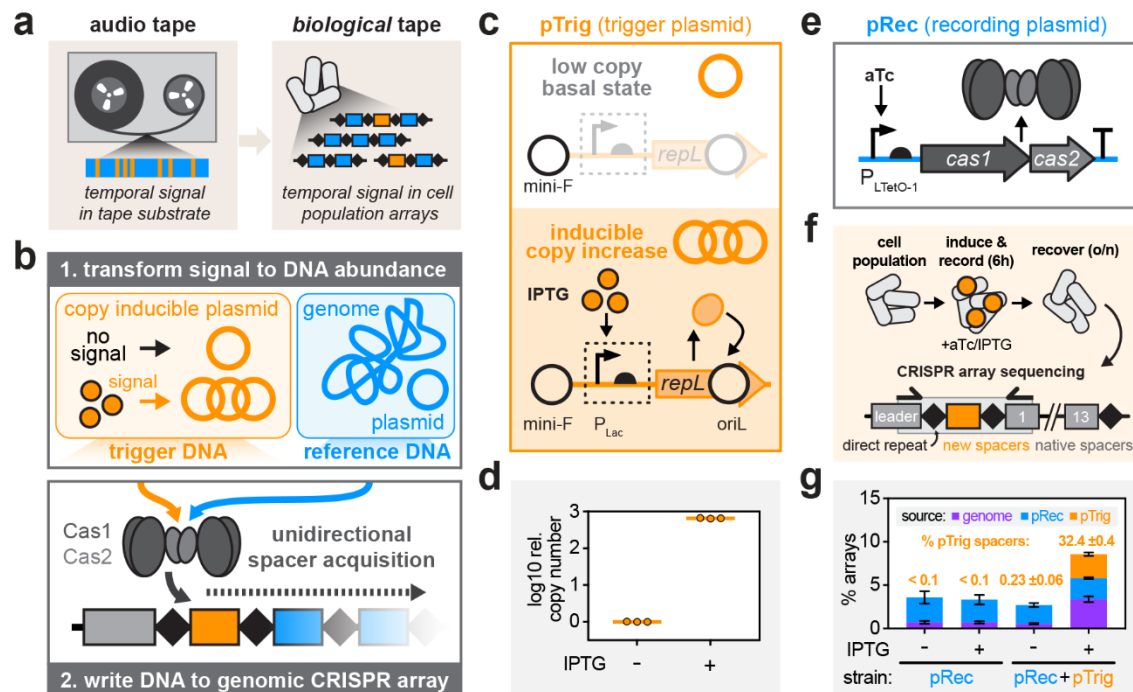 a
audio tape
biological tape
temporal signal
in tape substrate
temporal signal in cell
population arrays
b
1. transform signal to DNA abundance
copy inducible plasmid
no
signal
signal
genome
plasmid
trigger DNA
reference DNA
Cas1
Cas2
unidirectional
spacer acquisition
2. write DNA to genomic CRISPR array
c
pTrig (trigger plasmid)
low copy
basal state
repL
mini-F
inducible
copy increase
IPTG
repL
mini-F
PLac
oriL
d
log10 rel.
copy number
3
2
1
0
IPTG
-
+
e
pRec (recording plasmid)
aTc
cas1
cas2
PLTetO-1
f
cell
population
induce &
record (6h)
recover (o/n)
+aTc/IPTG
CRISPR array sequencing
leader
1
13
direct repeat
new spacers
native spacers
g
% arrays
15
10
5
0
source:
genome
pRec
pTrig
% pTrig spacers:
32.4 ±0.4
< 0.1
< 0.1
0.23 ±0.06
IPTG
-
+
-
+
strain:
pRec
pRec+pTrig